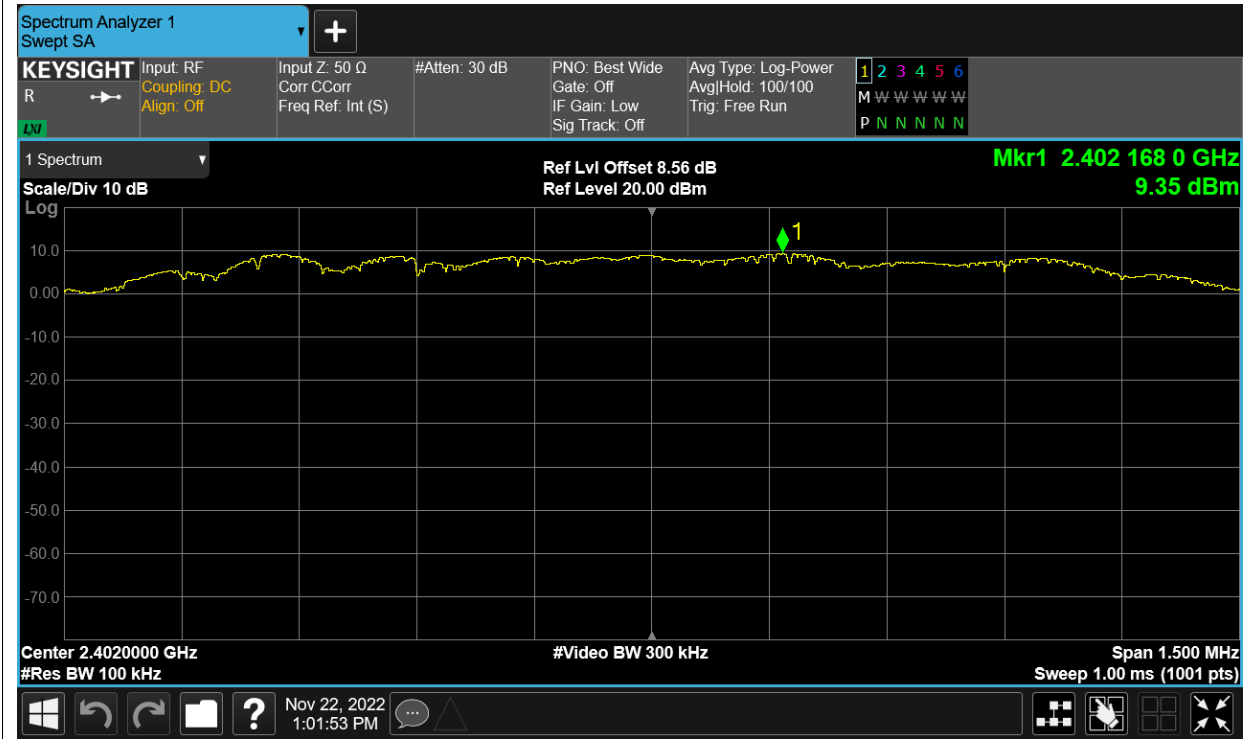 Spectrum Analyzer 1
Swept SA
▼
+
KEYSIGHT
R
LXI
Input: RF
Coupling: DC
Align: Off
Input Z: 50 Ω
Corr CCorr
Freq Ref: Int (S)
#Atten: 30 dB
PNO: Best Wide
Gate: Off
IF Gain: Low
Sig Track: Off
Avg Type: Log-Power
Avg|Hold: 100/100
Trig: Free Run
1 2 3 4 5 6
M W W W W W
P N N N N N
1 Spectrum ▼
Scale/Div 10 dB
Ref Lvl Offset 8.56 dB
Ref Level 20.00 dBm
Mkr1 2.402 168 0 GHz
9.35 dBm
Log
1
10.0
0.00
-10.0
-20.0
-30.0
-40.0
-50.0
-60.0
-70.0
Center 2.4020000 GHz
#Res BW 100 kHz
#Video BW 300 kHz
Span 1.500 MHz
Sweep 1.00 ms (1001 pts)
?
Nov 22, 2022
1:01:53 PM